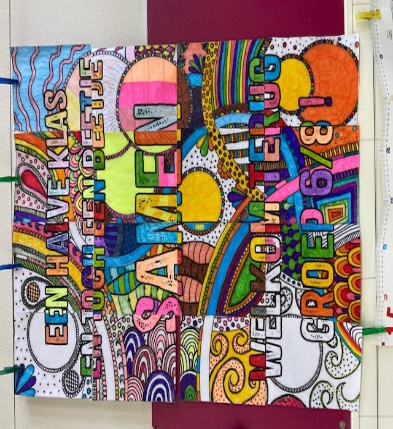 EEN HALVE KLAS
EN TOCH EEN BEETJE
SAMEN
WELKOM TERUG
GROEP 6/8!